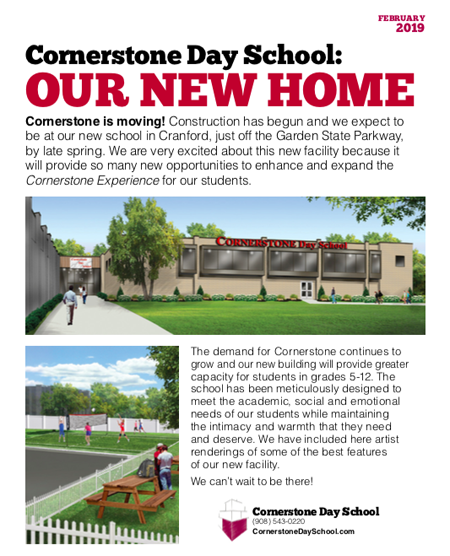 FEBRUARY
2019
Cornerstone Day School:
OUR NEW HOME
Cornerstone is moving! Construction has begun and we expect to
be at our new school in Cranford, just off the Garden State Parkway,
by late spring. We are very excited about this new facility because it
will provide so many new opportunities to enhance and expand the
Cornerstone Experience for our students.
CORNERSTONE Day School
The demand for Cornerstone continues to
grow and our new building will provide greater
capacity for students in grades 5-12. The
school has been meticulously designed to
meet the academic, social and emotional
needs of our students while maintaining
the intimacy and warmth that they need
and deserve. We have included here artist
renderings of some of the best features
of our new facility.
We can't wait to be there!
Cornerstone Day School
(908) 543-0220
CornerstoneDaySchool.com